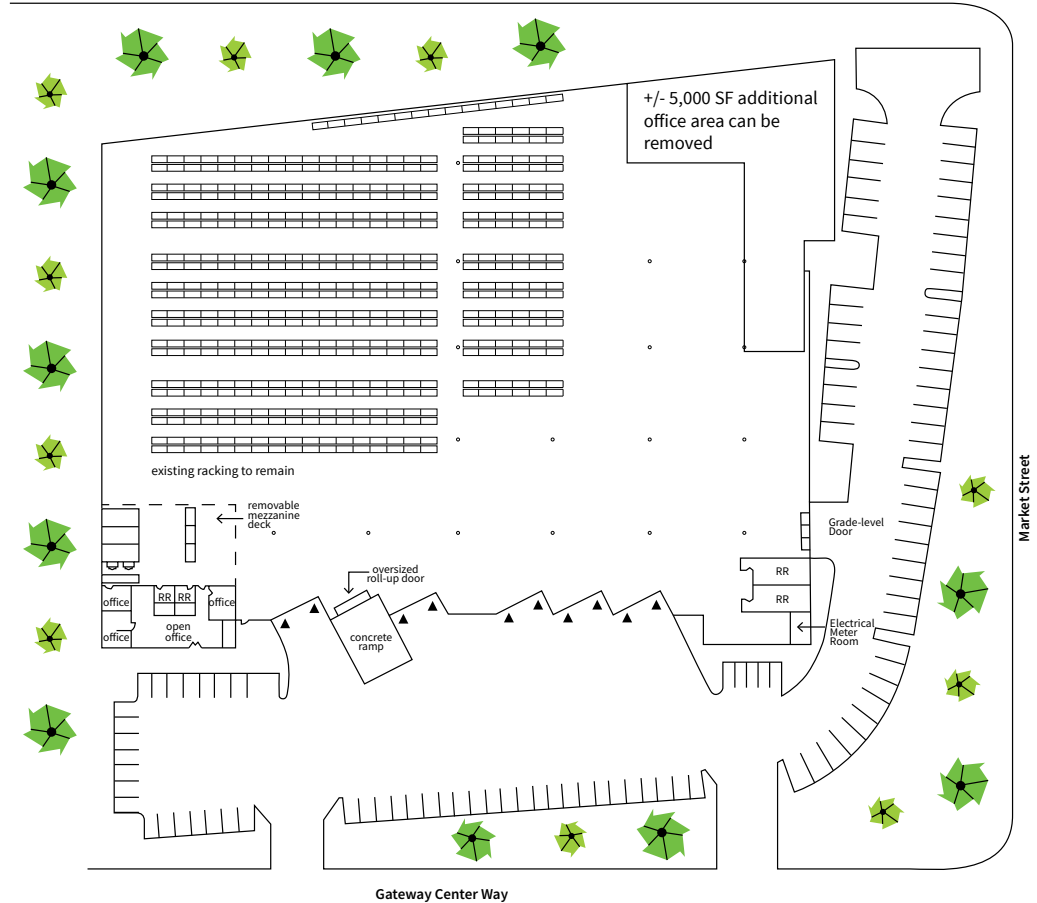 +/- 5,000 SF additional
office area can be
removed
existing racking to remain
removable
mezzanine
deck
Grade-level
Door
oversized
roll-up door
RR
RR
office
RR
RR
office
open
office
office
concrete
ramp
Electrical
Meter
Room
Market Street
Gateway Center Way